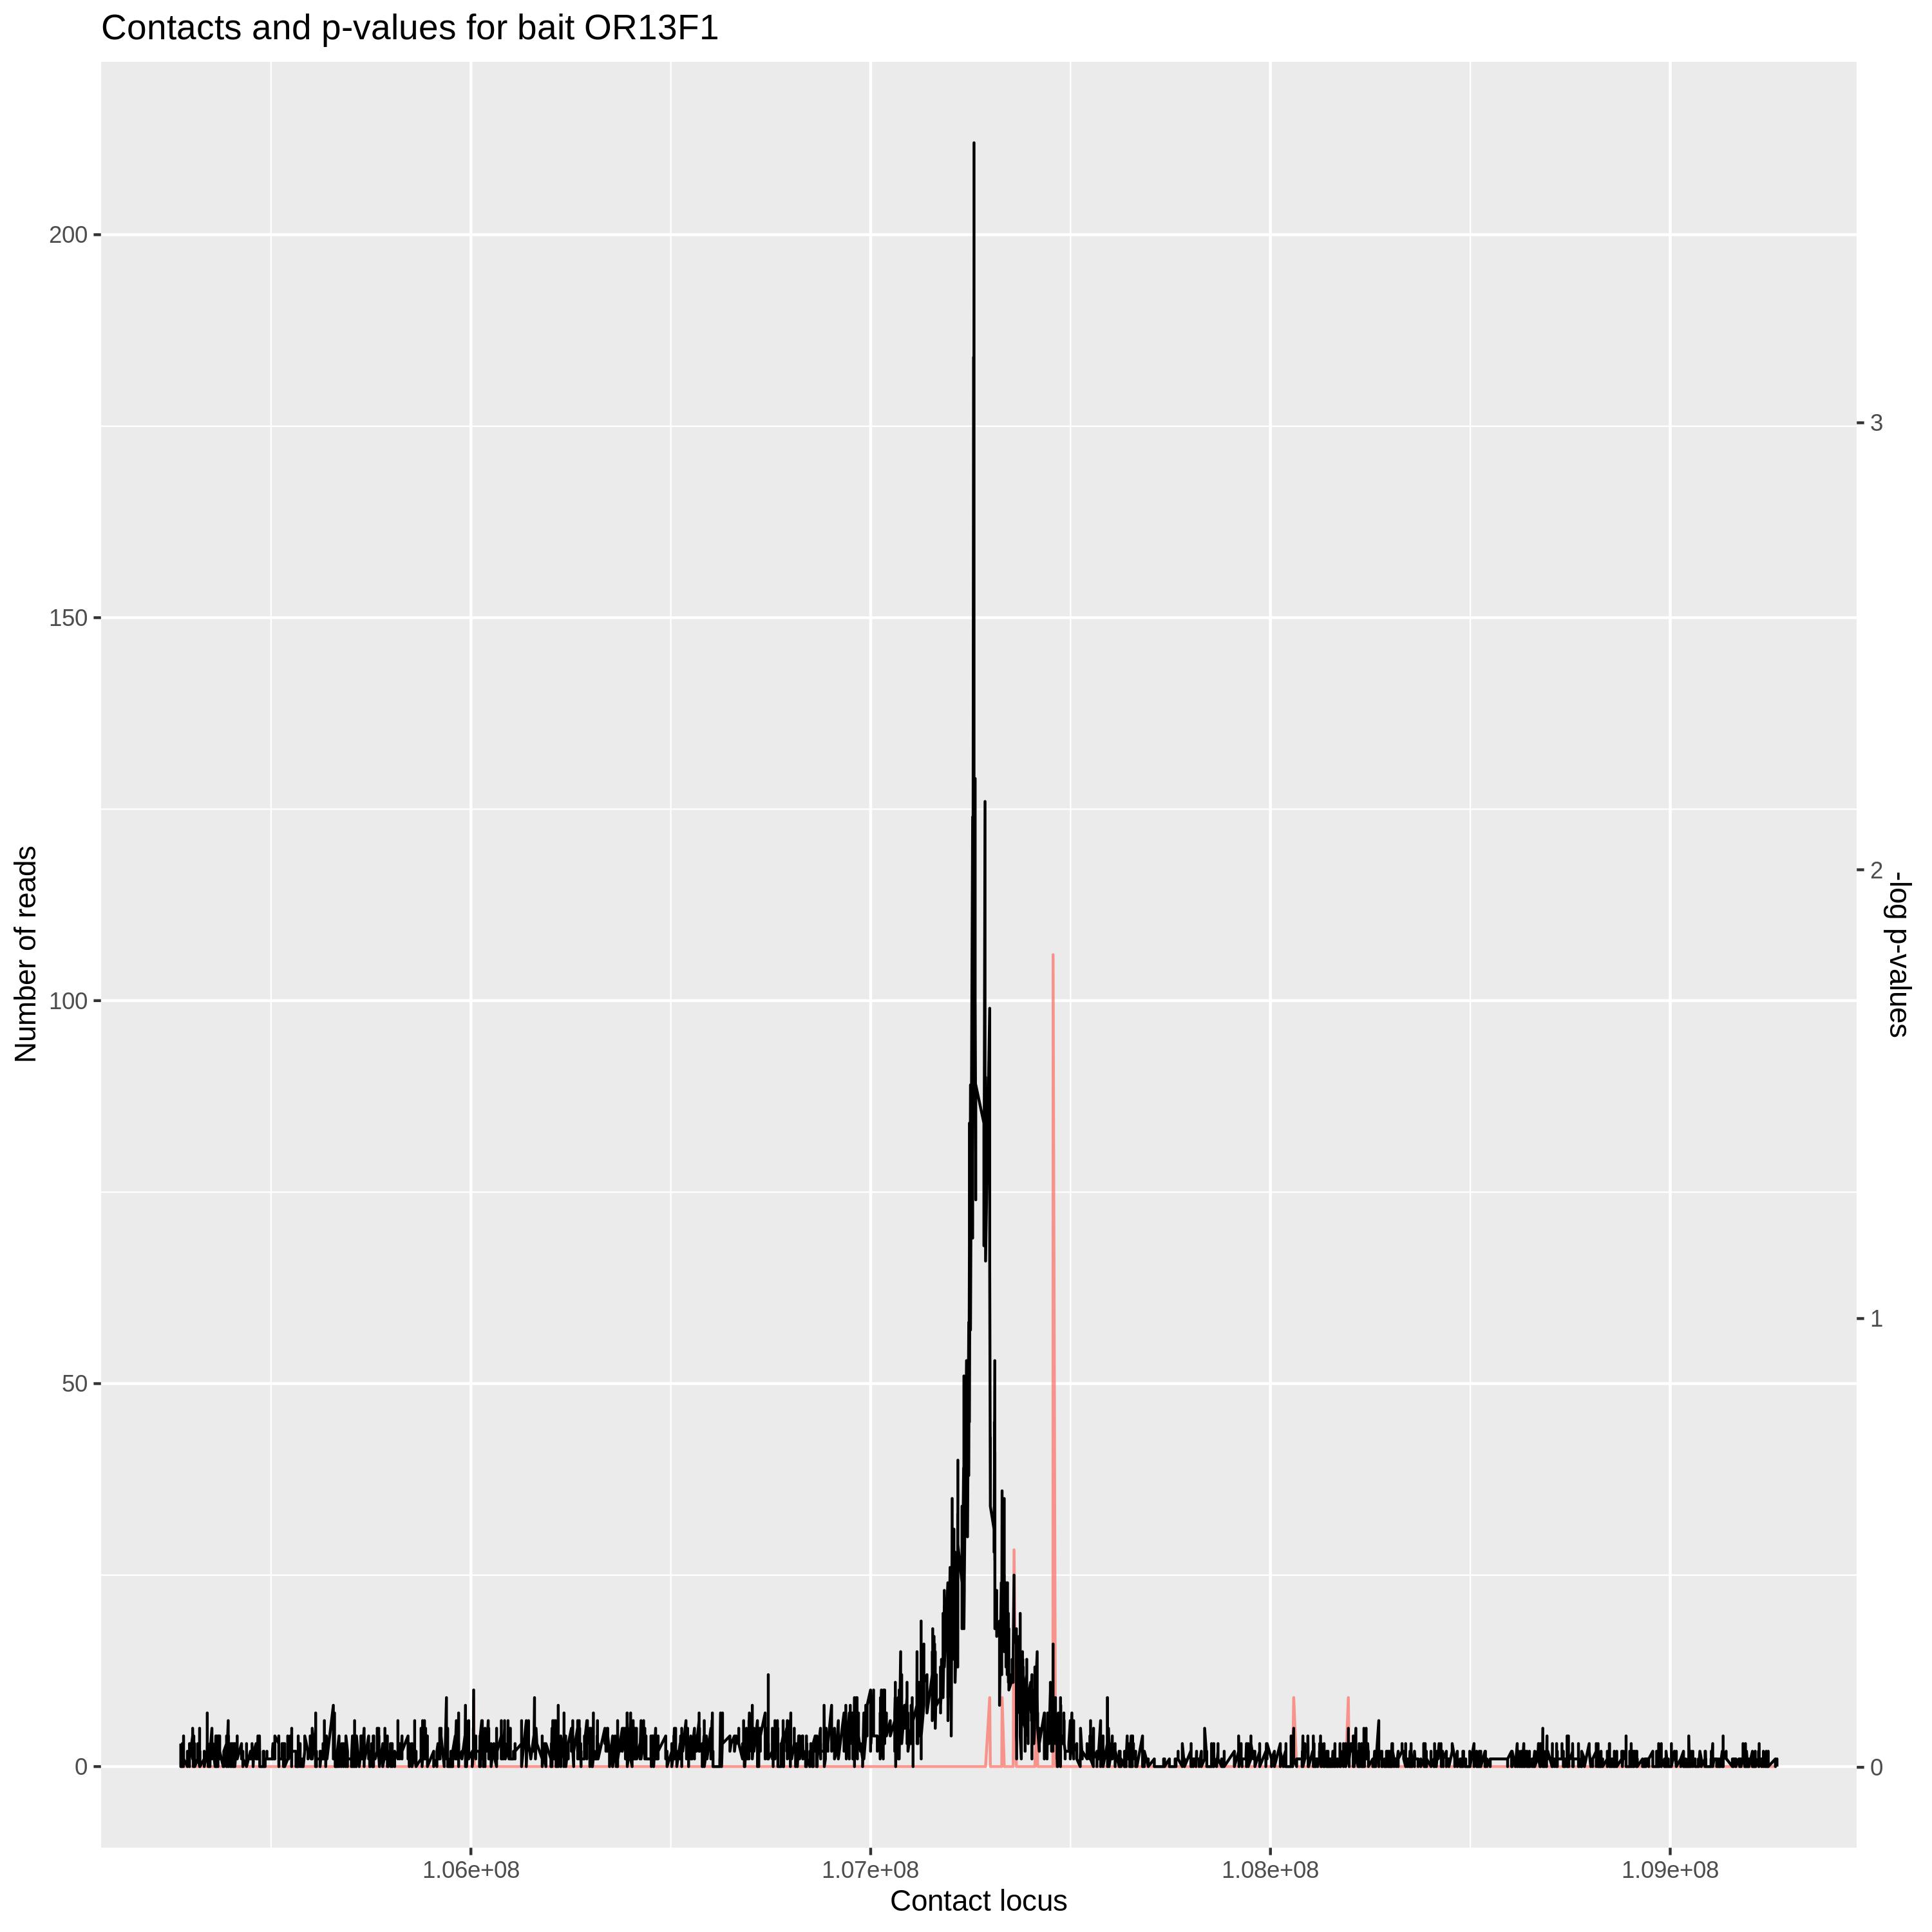 Contacts and p-values for bait OR13F1
200
150
100
50
0
Number of reads
3
2
1
0
-log p-values
1.06e+08
1.07e+08
1.08e+08
1.09e+08
Contact locus